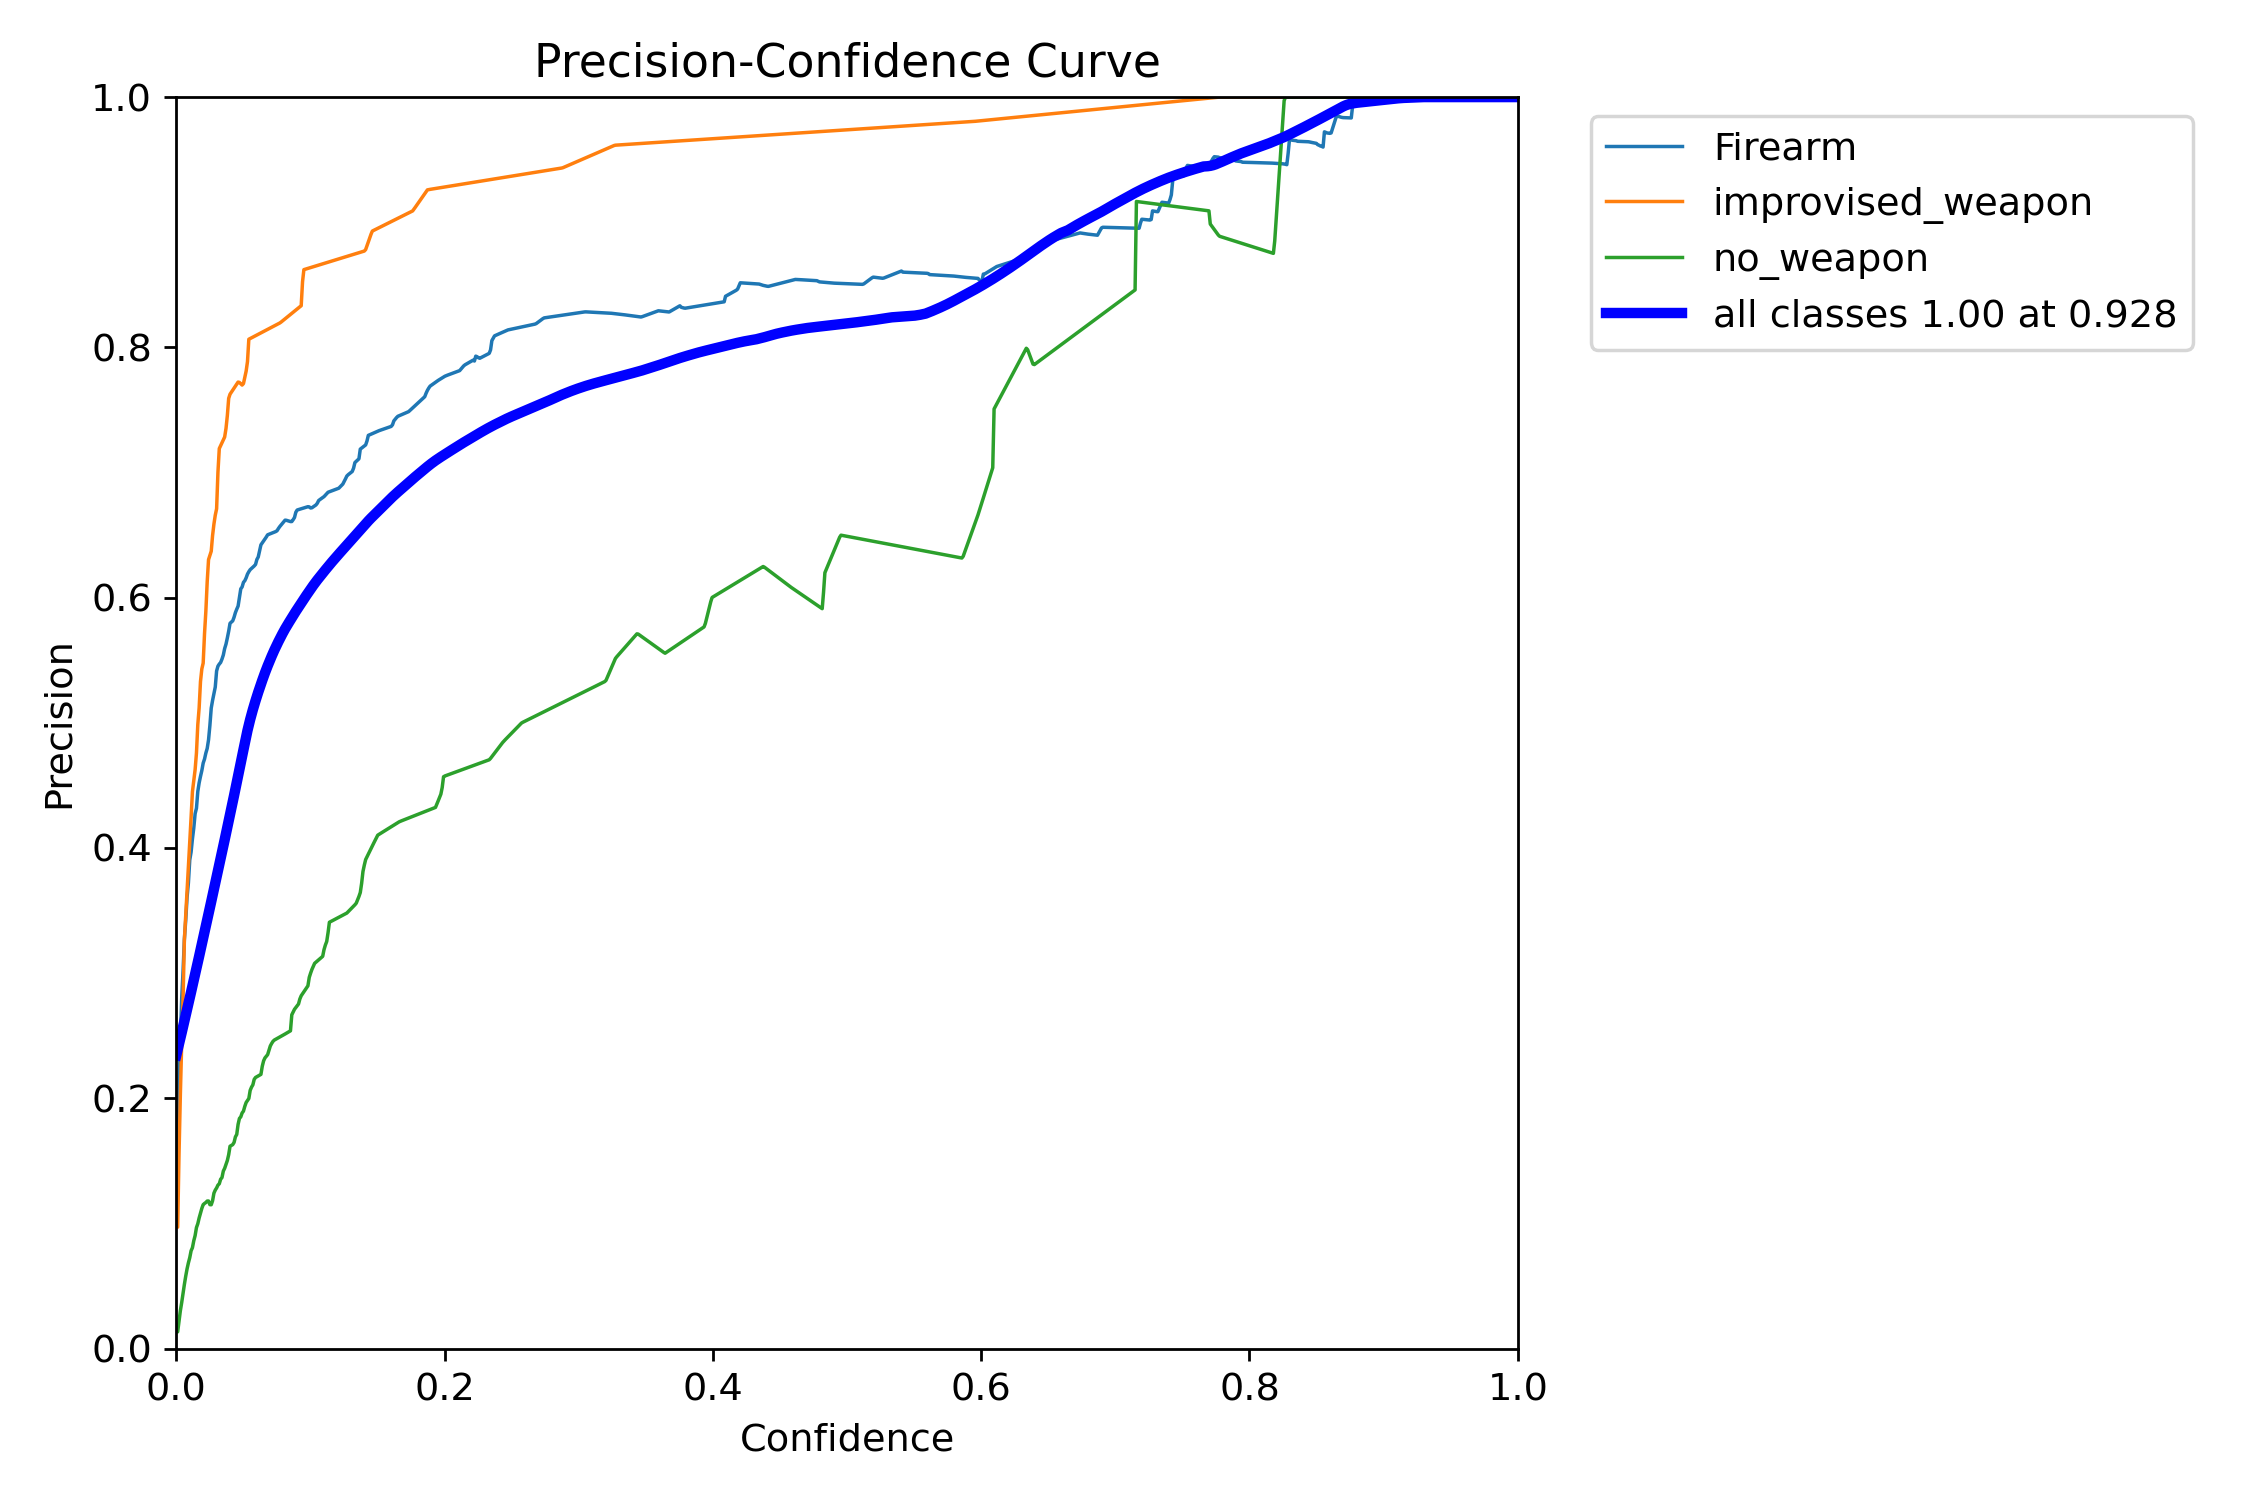 Precision-Confidence Curve
1.0
0.8
0.6
0.4
0.2
0.0
Precision
0.0 0.2 0.4 0.6 0.8 1.0
Confidence
Firearm
improvised_weapon
no_weapon
all classes 1.00 at 0.928